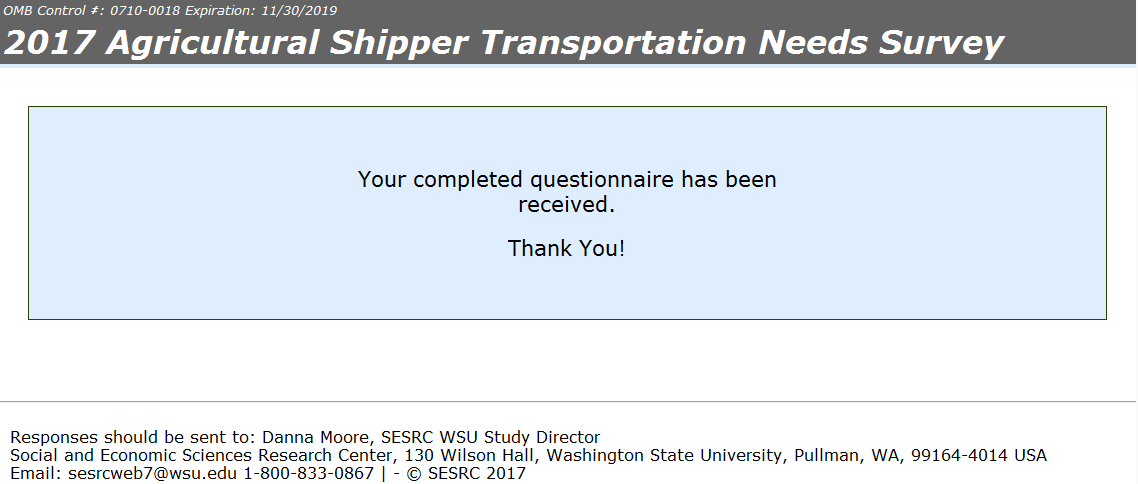 OMB Control #: 0710-0018 Expiration: 11/30/2019
2017 Agricultural Shipper Transportation Needs Survey
Your completed questionnaire has been
received.
Thank You!
Responses should be sent to: Danna Moore, SESRC WSU Study Director
Social and Economic Sciences Research Center, 130 Wilson Hall, Washington State University, Pullman, WA, 99164-4014 USA
Email: sesrcweb7@wsu.edu 1-800-833-0867 | - © SESRC 2017